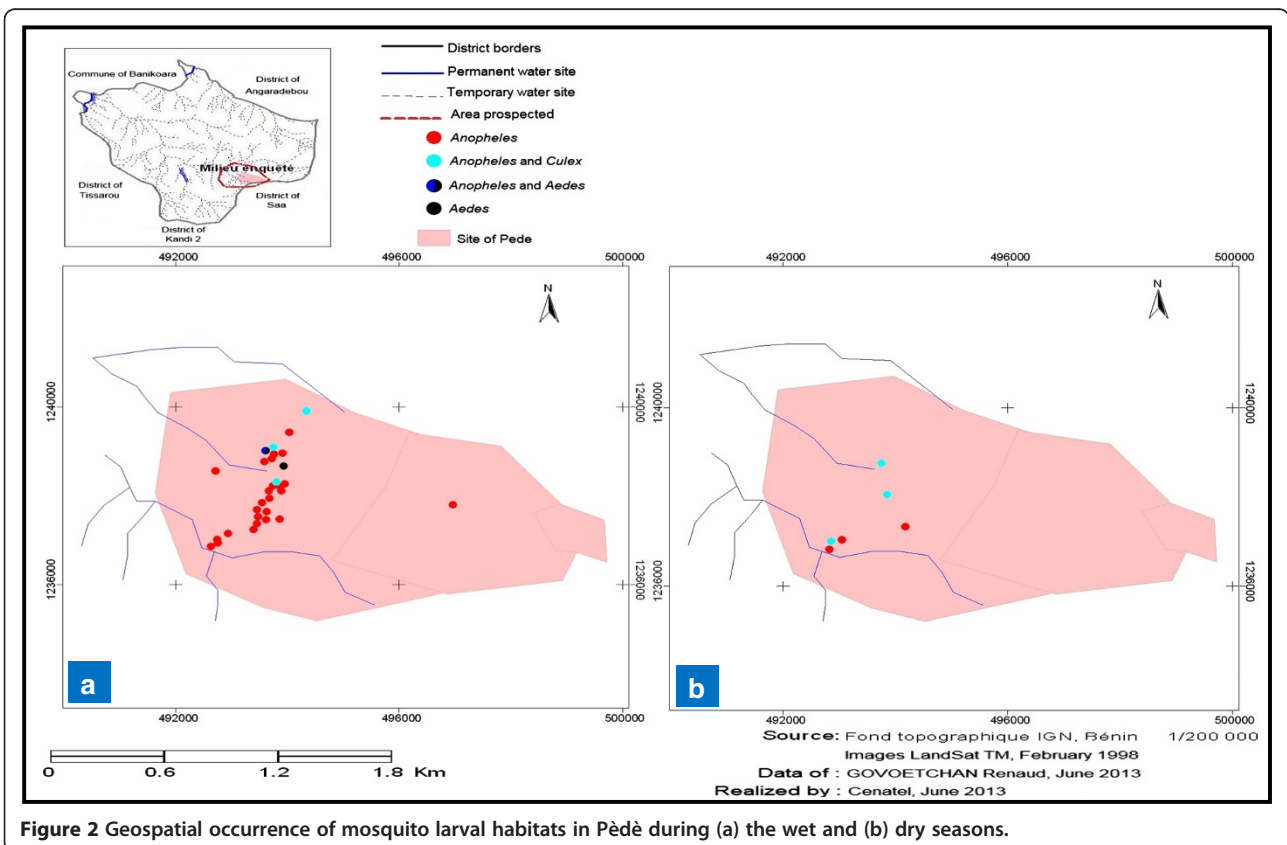 Commune of Banikoara
District of
Angaradebou
Milieu enquêté
District of
Tissarou
District of
Saa
District of
Kandi 2
District borders
Permanent water site
Temporary water site
Area prospected
Anopheles
Anopheles and Culex
Anopheles and Aedes
Aedes
Site of Pede
492000
496000
500000
N
1240000
1240000
1236000
1236000
492000
496000
500000
a
492000
496000
500000
N
1240000
1240000
1236000
1236000
492000
496000
500000
b
0 0.6 1.2 1.8 Km
Source: Fond topographique IGN, Bénin 1/200 000
Images LandSat TM, February 1998
Data of : GOVOETCHAN Renaud, June 2013
Realized by : Cenatel, June 2013
Figure 2 Geospatial occurrence of mosquito larval habitats in Pèdè during (a) the wet and (b) dry seasons.